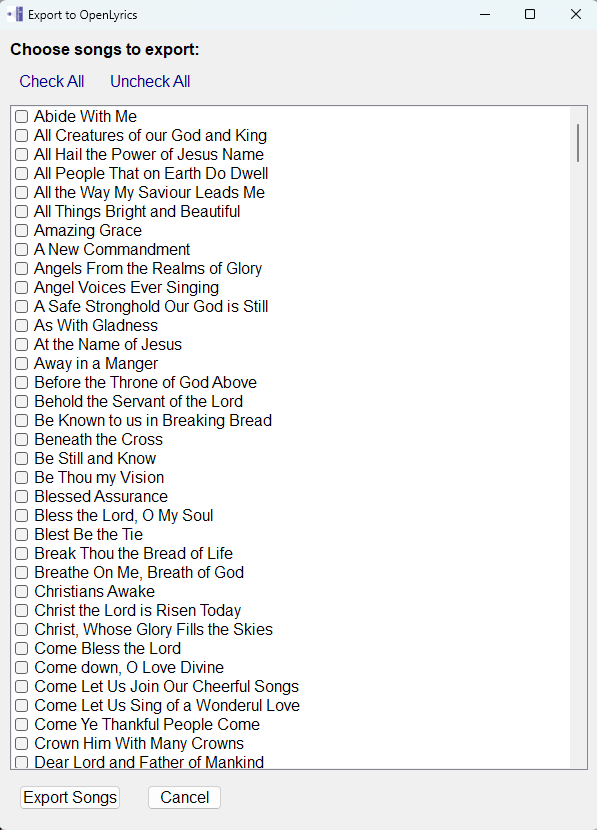 Export to OpenLyrics
Choose songs to export:
Check All Uncheck All
Abide With Me
All Creatures of our God and King
All Hail the Power of Jesus Name
All People That on Earth Do Dwell
All the Way My Saviour Leads Me
All Things Bright and Beautiful
Amazing Grace
A New Commandment
Angels From the Realms of Glory
Angel Voices Ever Singing
A Safe Stronghold Our God is Still
As With Gladness
At the Name of Jesus
Away in a Manger
Before the Throne of God Above
Behold the Servant of the Lord
Be Known to us in Breaking Bread
Beneath the Cross
Be Still and Know
Be Thou my Vision
Blessed Assurance
Bless the Lord, O My Soul
Blest Be the Tie
Break Thou the Bread of Life
Breathe On Me, Breath of God
Christians Awake
Christ the Lord is Risen Today
Christ, Whose Glory Fills the Skies
Come Bless the Lord
Come down, O Love Divine
Come Let Us Join Our Cheerful Songs
Come Let Us Sing of a Wonderul Love
Come Ye Thankful People Come
Crown Him With Many Crowns
Dear Lord and Father of Mankind
Export Songs Cancel